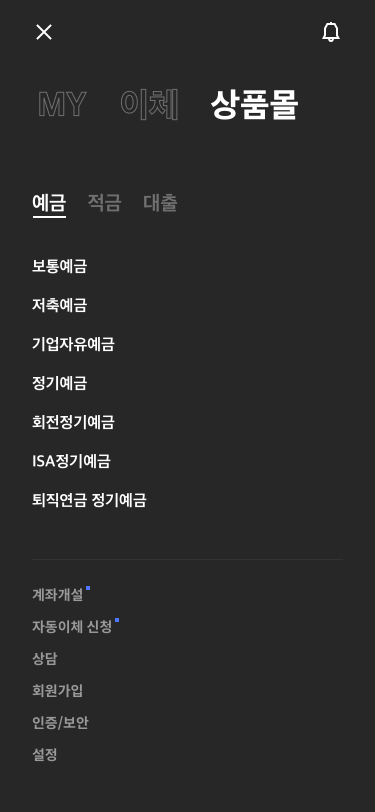 MY 이체 상품몰
예금 적금 대출
보통예금
저축예금
기업자유예금
정기예금
회전정기예금
ISA정기예금
퇴직연금 정기예금
계좌개설
자동이체 신청
상담
회원가입
인증/보안
설정